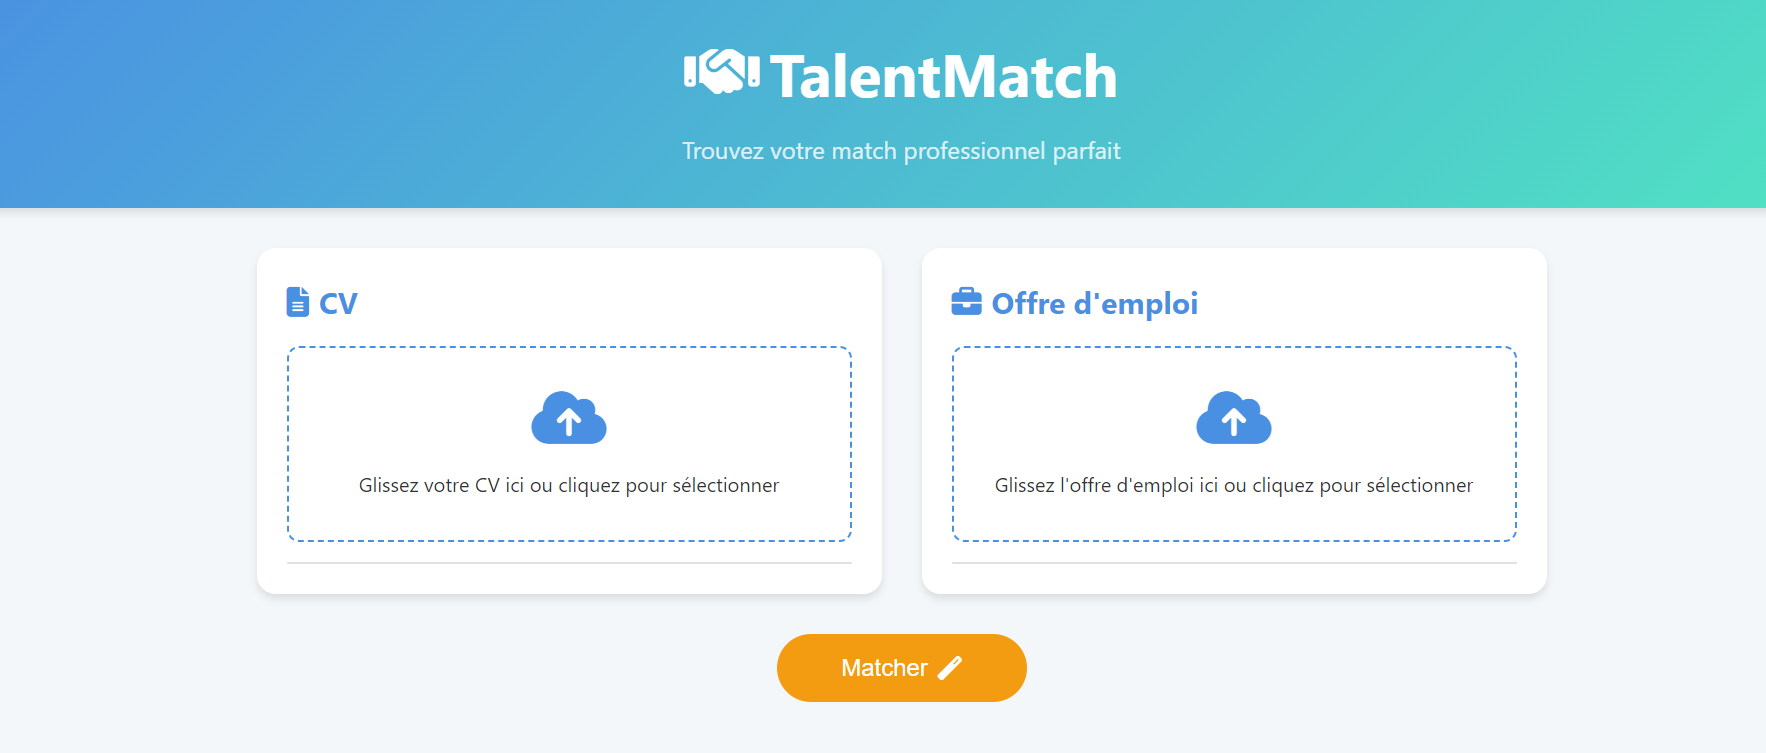 TalentMatch
Trouvez votre match professionnel parfait
CV
Glissez votre CV ici ou cliquez pour sélectionner
Offre d'emploi
Glissez l'offre d'emploi ici ou cliquez pour sélectionner
Matcher